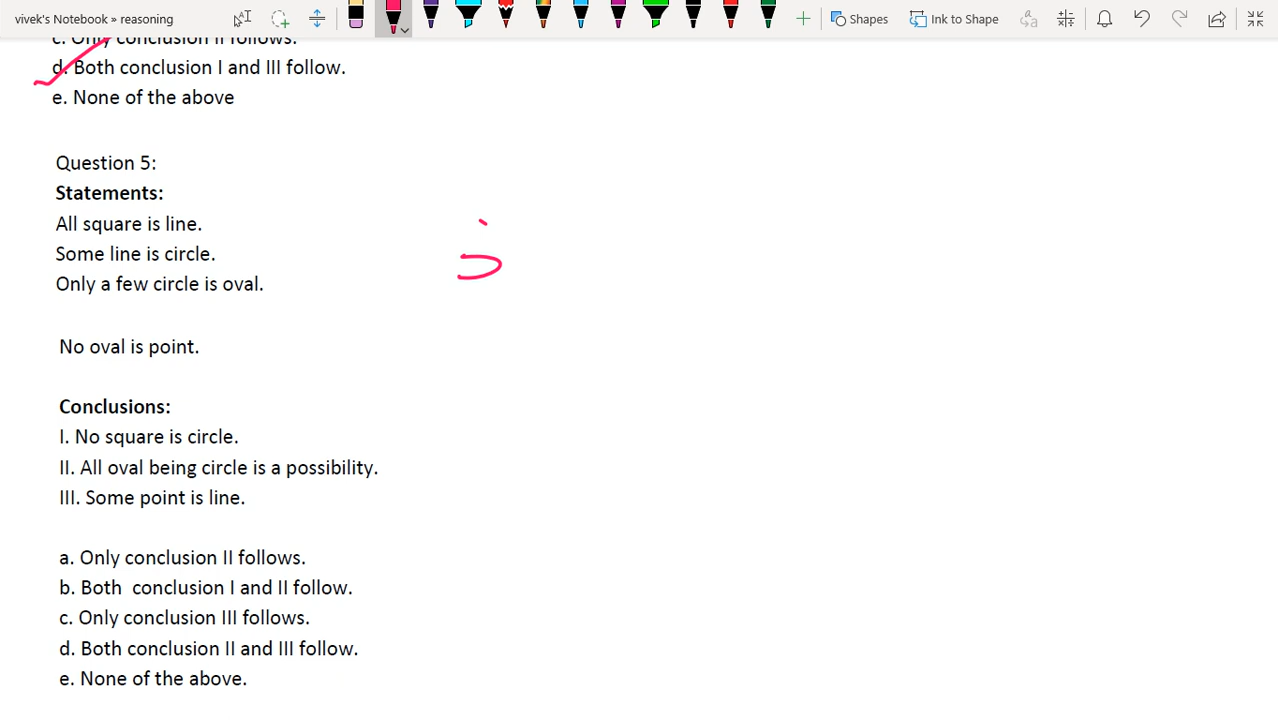 vivek's Notebook » reasoning
Shapes
Ink to Shape
c. Only conclusion II follows.
d. Both conclusion I and III follow.
e. None of the above
Question 5:
Statements:
All square is line.
Some line is circle.
Only a few circle is oval.
No oval is point.
Conclusions:
I. No square is circle.
II. All oval being circle is a possibility.
III. Some point is line.
a. Only conclusion II follows.
b. Both  conclusion I and II follow.
c. Only conclusion III follows.
d. Both conclusion II and III follow.
e. None of the above.